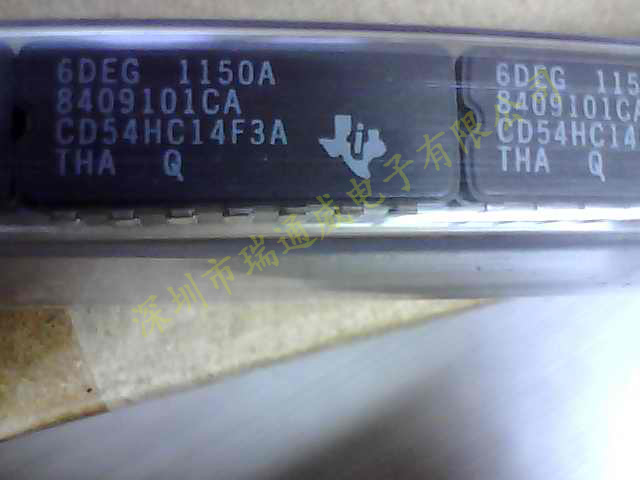 6DEG 1150A
8409101CA
CD54HC14F3A
THA Q
6DEG 115
8409101CA
CD54HC14
THA Q
深圳市瑞通威电子有限公司